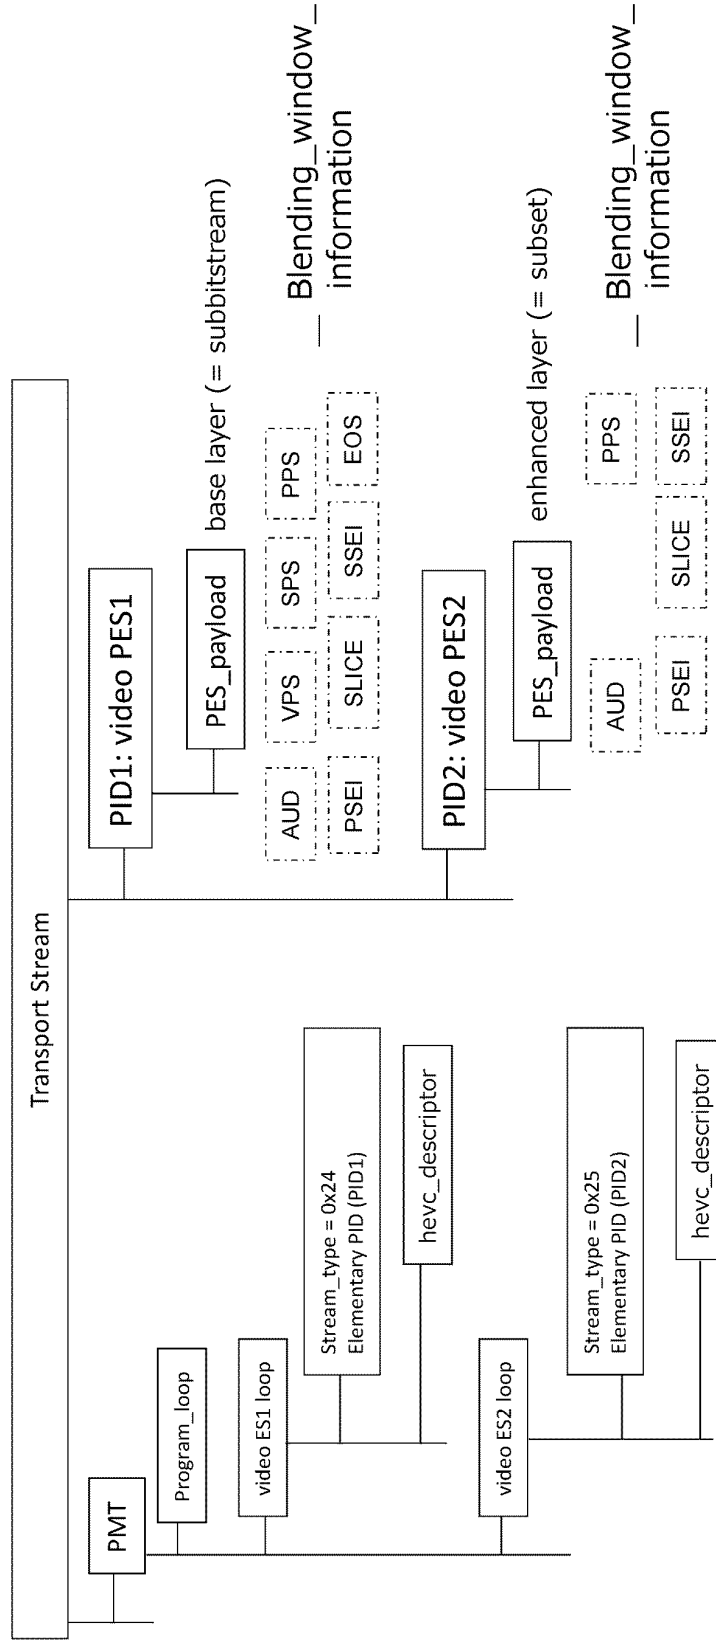 Transport Stream
PMT
Program_loop
video ES1 loop
Stream_type = 0x24
Elementary PID (PID1)
hevc_descriptor
video ES2 loop
Stream_type = 0x25
Elementary PID (PID2)
hevc_descriptor
PID1: video PES1
PES_payload
base layer (= subbitstream)
AUD VPS SPS PPS
PSEI SLICE SSEI EOS
Blending_window_
information
PID2: video PES2
PES_payload
enhanced layer (= subset)
AUD PPS
PSEI SLICE SSEI
Blending_window_
information